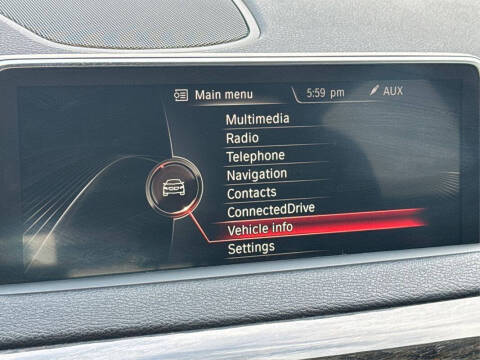 Main menu 5:59 pm AUX
Multimedia
Radio
Telephone
Navigation
Contacts
ConnectedDrive
Vehicle info
Settings